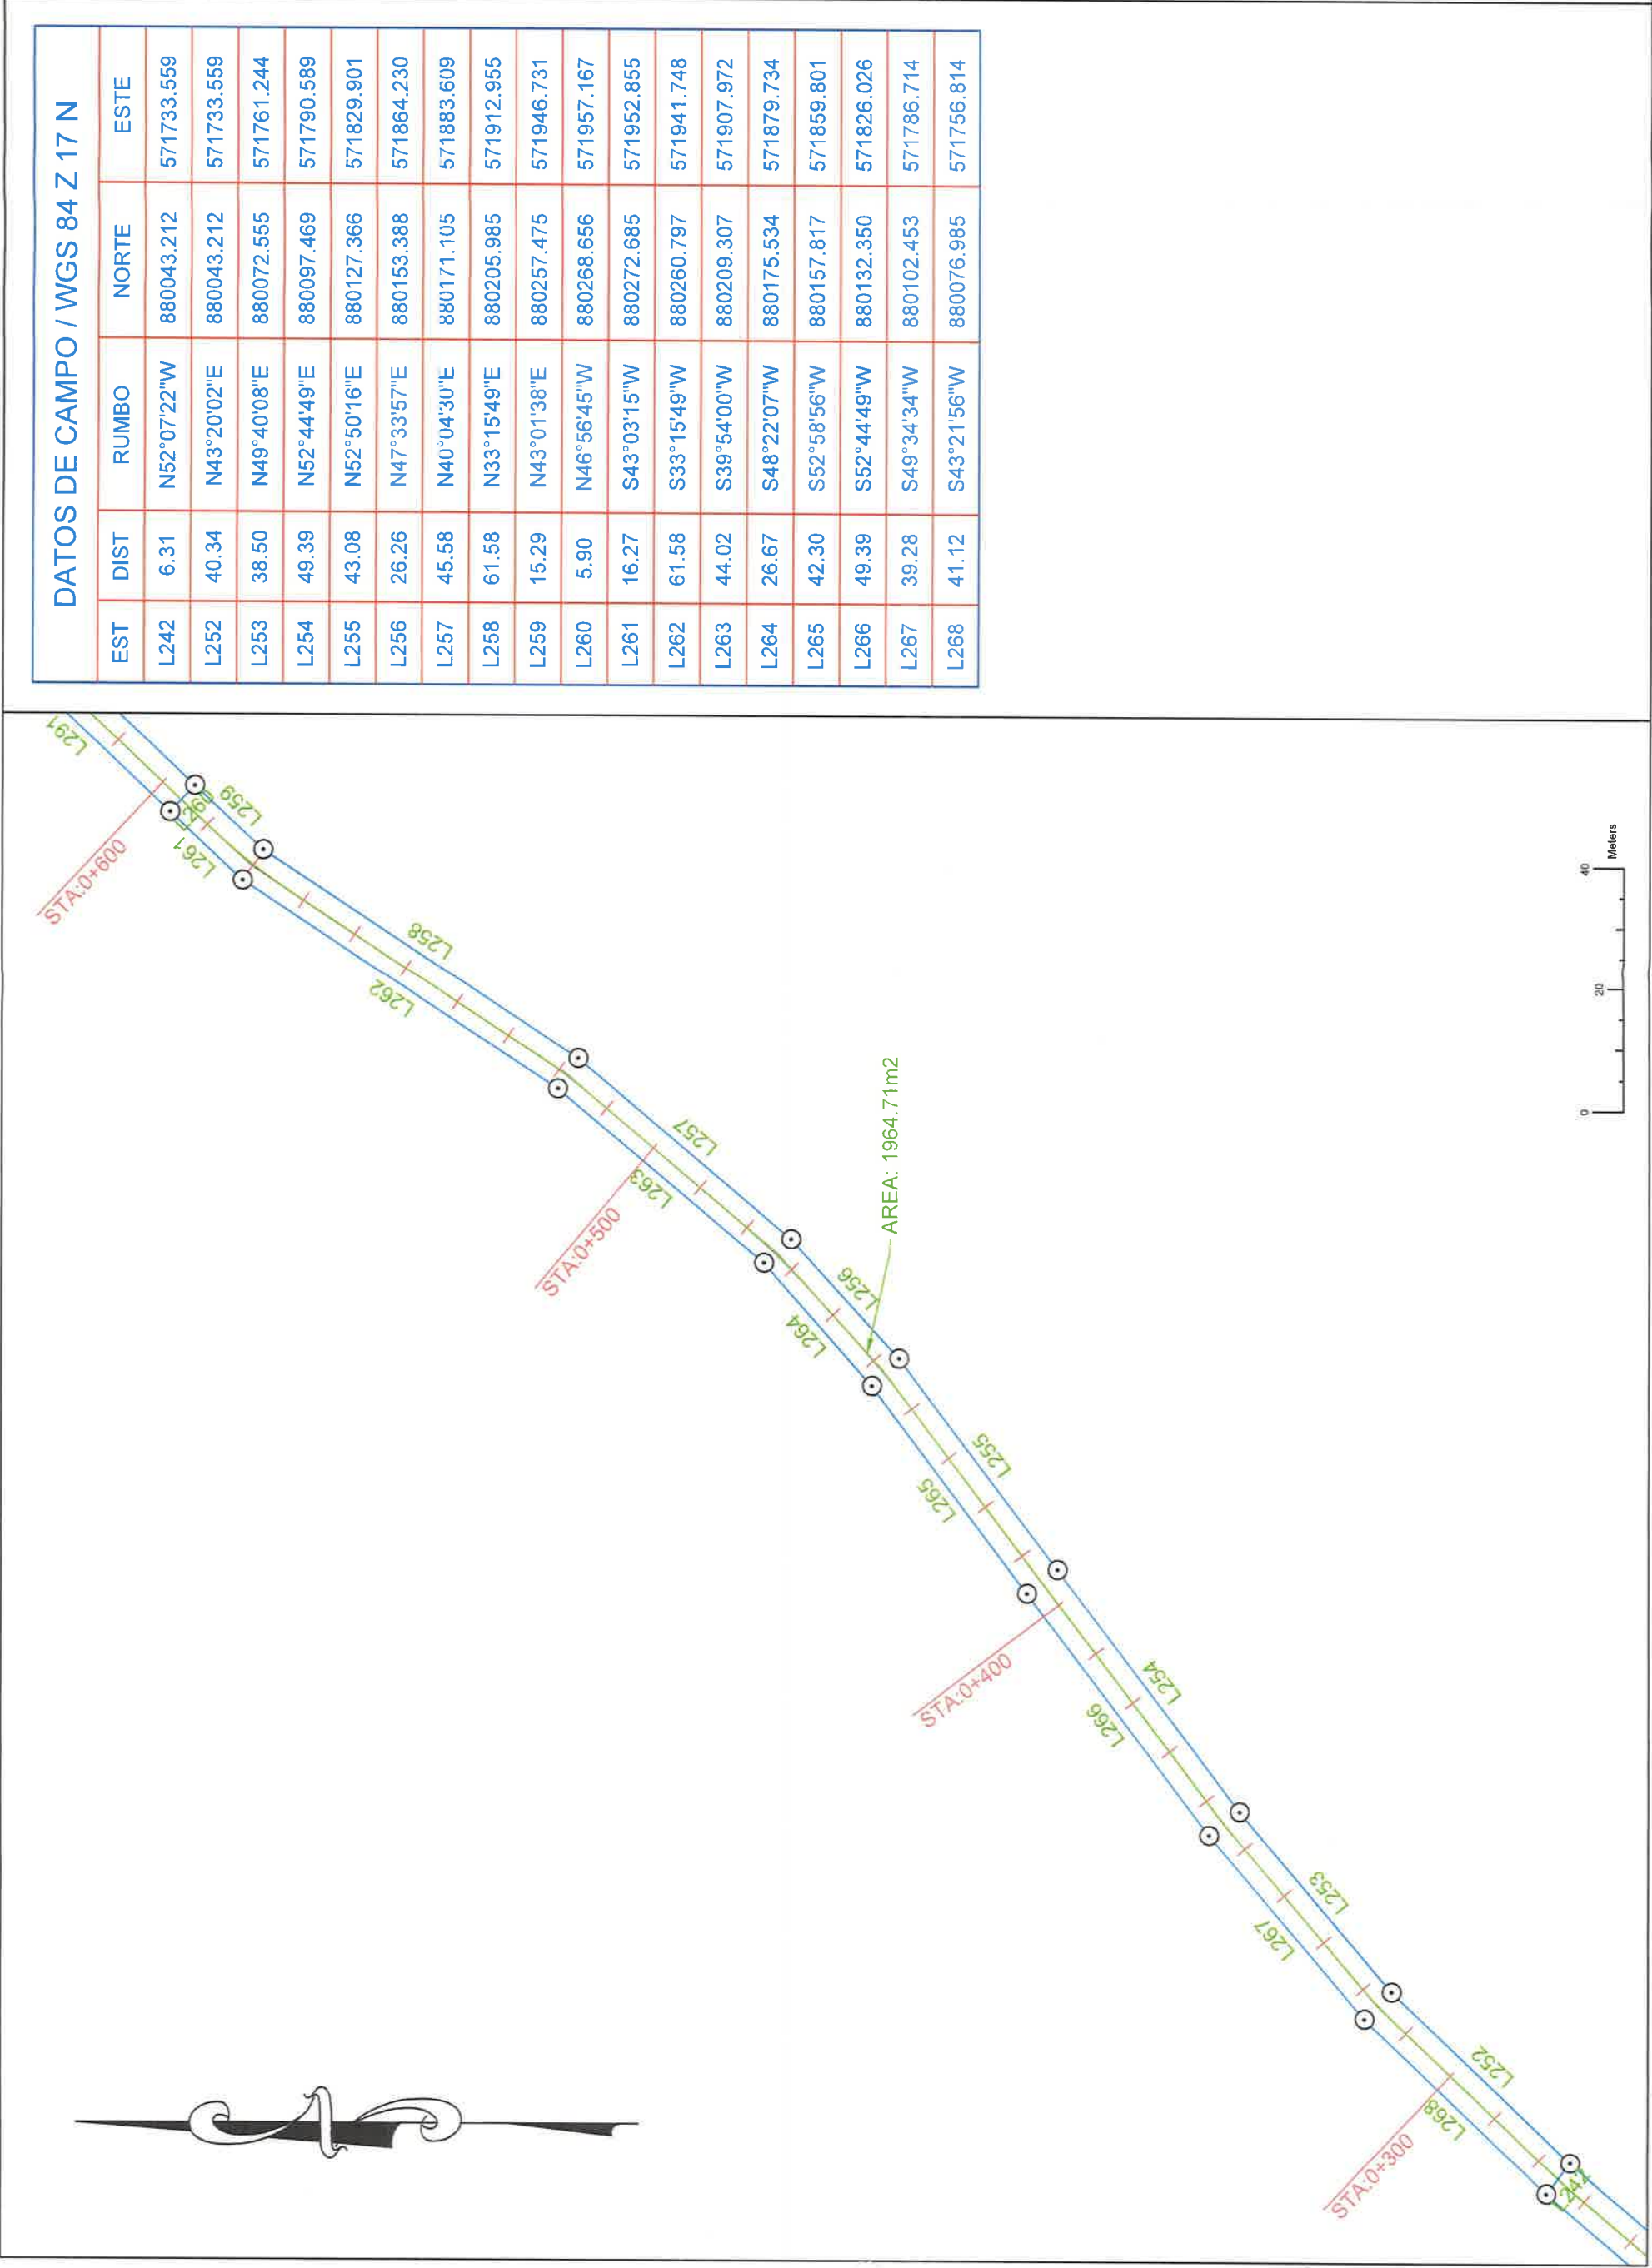 DATOS DE CAMPO / WGS 84 Z 17 N
EST DIST RUMBO NORTE ESTE
L242 6.31 N52°07'22"W 880043.212 571733.559
L252 40.34 N43°20'02"E 880043.212 571733.559
L253 38.50 N49°40'08"E 880072.555 571761.244
L254 49.39 N52°44'49"E 880097.469 571790.589
L255 43.08 N52°50'16"E 880127.366 571829.901
L256 26.26 N47°33'57"E 880153.388 571864.230
L257 45.58 N40°04'30"E 880171.105 571883.609
L258 61.58 N33°15'49"E 880205.985 571912.955
L259 15.29 N43°01'38"E 880257.475 571946.731
L260 5.90 N46°56'45"W 880268.656 571957.167
L261 16.27 S43°03'15"W 880272.685 571952.855
L262 61.58 S33°15'49"W 880260.797 571941.748
L263 44.02 S39°54'00"W 880209.307 571907.972
L264 26.67 S48°22'07"W 880175.534 571879.734
L265 42.30 S52°58'56"W 880157.817 571859.801
L266 49.39 S52°44'49"W 880132.350 571826.026
L267 39.28 S49°34'34"W 880102.453 571786.714
L268 41.12 S43°21'56"W 880076.985 571756.814
L291
STA:0+600
L260
L261
L259
L262
L258
STA:0+500
L263
L257
L264
L256
AREA: 1964.71m2
L265
L255
STA:0+400
L266
L254
L267
L253
STA:0+300
L268
L252
L242
0 20 40
Meters
N